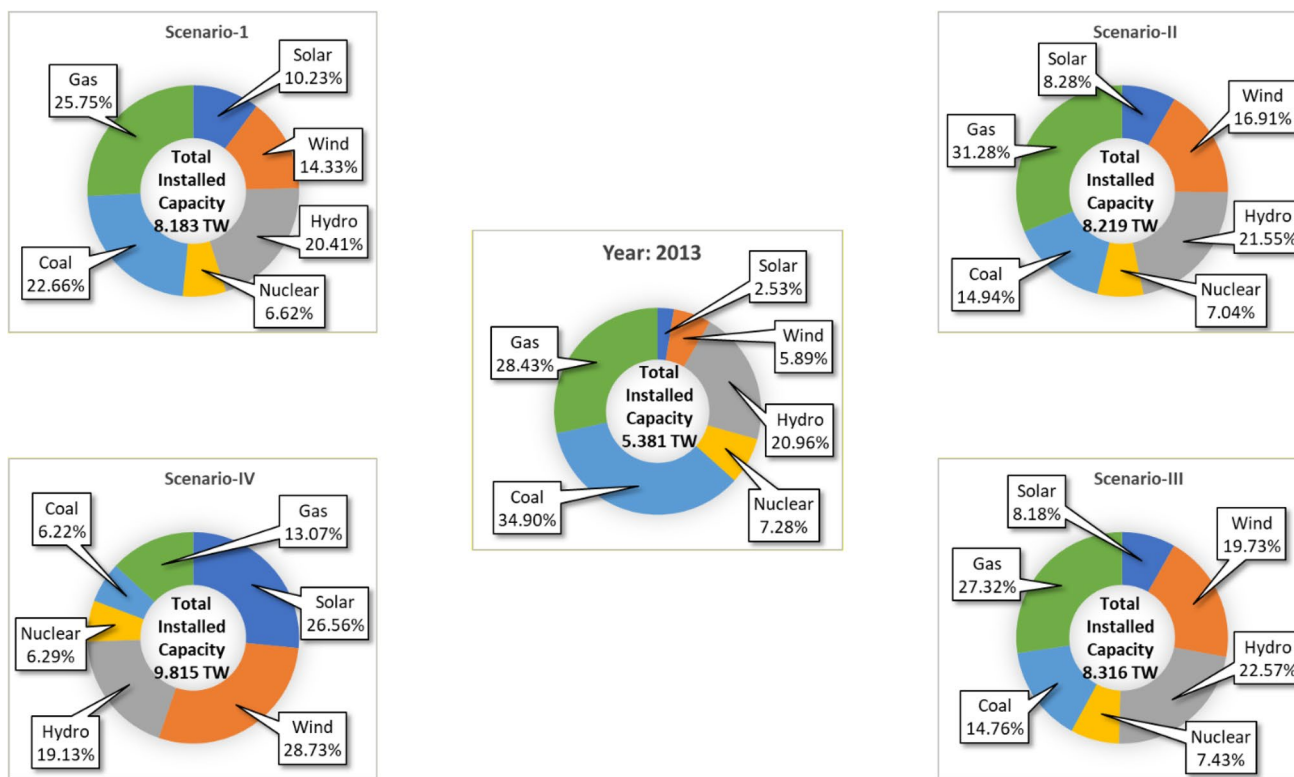 Scenario-1
Solar
10.23%
Gas
25.75%
Wind
14.33%
Total
Installed
Capacity
8.183 TW
Hydro
20.41%
Coal
22.66%
Nuclear
6.62%
Scenario-II
Solar
8.28%
Wind
16.91%
Gas
31.28%
Total
Installed
Capacity
8.219 TW
Hydro
21.55%
Coal
14.94%
Nuclear
7.04%
Year: 2013
Solar
2.53%
Gas
28.43%
Wind
5.89%
Total
Installed
Capacity
5.381 TW
Hydro
20.96%
Coal
34.90%
Nuclear
7.28%
Scenario-IV
Coal
6.22%
Gas
13.07%
Solar
26.56%
Total
Installed
Capacity
9.815 TW
Nuclear
6.29%
Hydro
19.13%
Wind
28.73%
Scenario-III
Solar
8.18%
Wind
19.73%
Gas
27.32%
Total
Installed
Capacity
8.316 TW
Hydro
22.57%
Coal
14.76%
Nuclear
7.43%